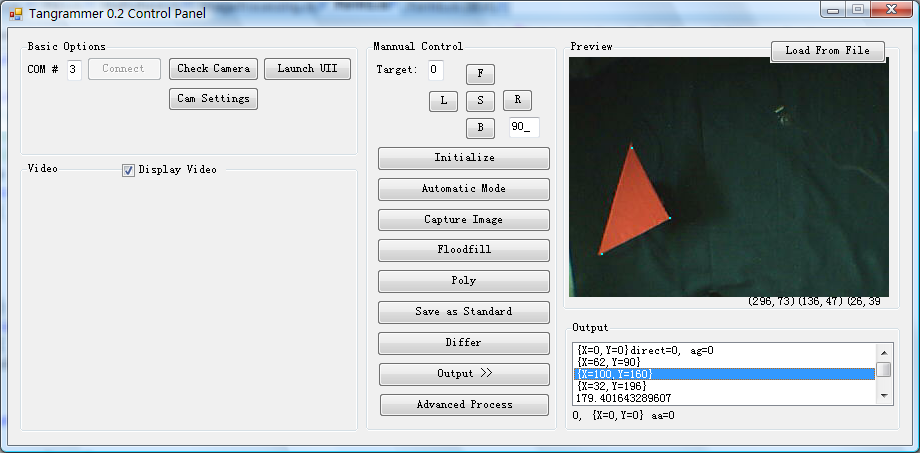 Tangrammer 0.2 Control Panel
Basic Options
COM # 3 Connect Check Camera Launch UII
Cam Settings
Video Display Video
Mannual Control
Target: 0 F
L S R
B 90_
Initialize
Automatic Mode
Capture Image
Floodfill
Poly
Save as Standard
Differ
Output >>
Advanced Process
Preview Load From File
(296,73)(136,47)(26,39
Output
{X=0,Y=0}direct=0, ag=0
{X=62,Y=90}
{X=100,Y=160}
{X=32,Y=196}
179.401643289607
0, {X=0,Y=0} aa=0